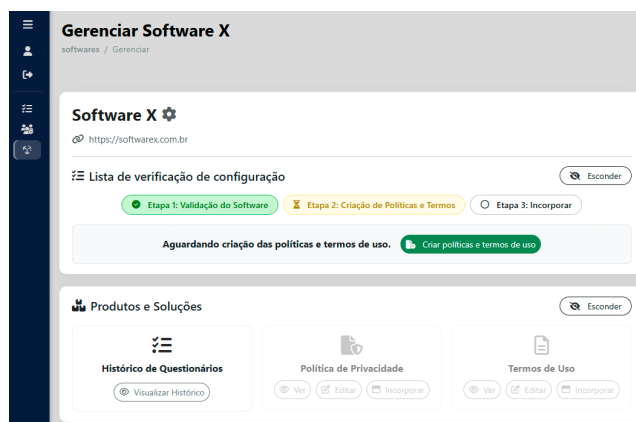 Gerenciar Software X
softwares / Gerenciar
Software X
https://softwarex.com.br
Lista de verificação de configuração
Esconder
Etapa 1: Validação do Software
Etapa 2: Criação de Políticas e Termos
Etapa 3: Incorporar
Aguardando criação das políticas e termos de uso.
Criar políticas e termos de uso
Produtos e Soluções
Esconder
Histórico de Questionários
Visualizar Histórico
Política de Privacidade
Ver
Editar
Incorporar
Termos de Uso
Ver
Editar
Incorporar